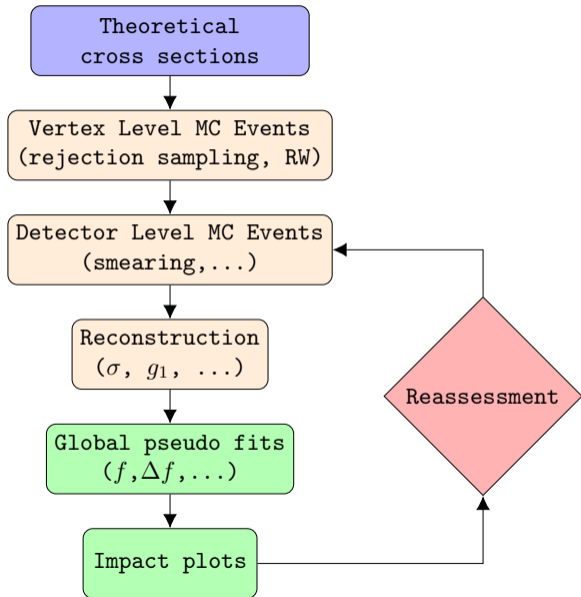 Theoretical
cross sections
Vertex Level MC Events
(rejection sampling, RW)
Detector Level MC Events
(smearing,...)
Reconstruction
(σ, g₁, ...)
Global pseudo fits
(f,Δf,...)
Impact plots
Reassessment